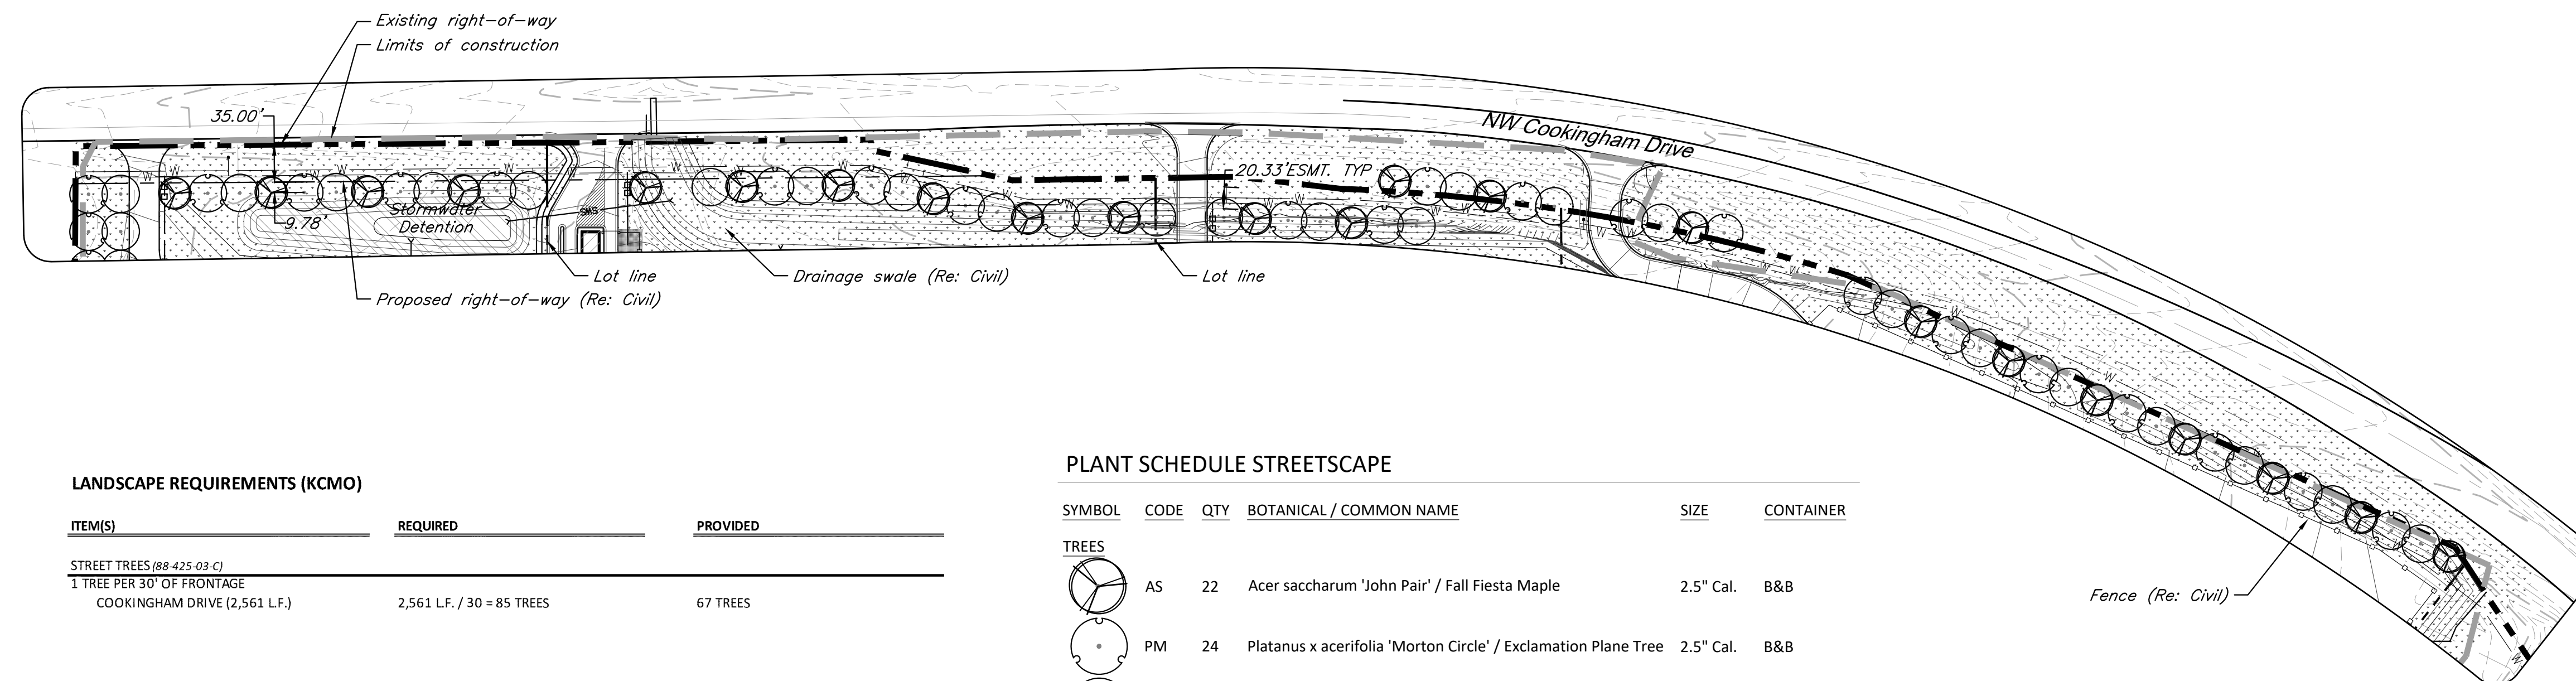 Existing right-of-way
Limits of construction
35.00'
NW Cookingham Drive
20.33'ESMT. TYP
Stormwater
Detention
9.78'
SMS
Lot line
Drainage swale (Re: Civil)
Lot line
Proposed right-of-way (Re: Civil)
Fence (Re: Civil)
LANDSCAPE REQUIREMENTS (KCMO)
ITEM(S) REQUIRED PROVIDED
STREET TREES (88-425-03-C)
1 TREE PER 30' OF FRONTAGE
COOKINGHAM DRIVE (2,561 L.F.) 2,561 L.F. / 30 = 85 TREES 67 TREES
PLANT SCHEDULE STREETSCAPE
SYMBOL CODE QTY BOTANICAL / COMMON NAME SIZE CONTAINER
TREES
AS 22 Acer saccharum 'John Pair' / Fall Fiesta Maple 2.5" Cal. B&B
PM 24 Platanus x acerifolia 'Morton Circle' / Exclamation Plane Tree 2.5" Cal. B&B